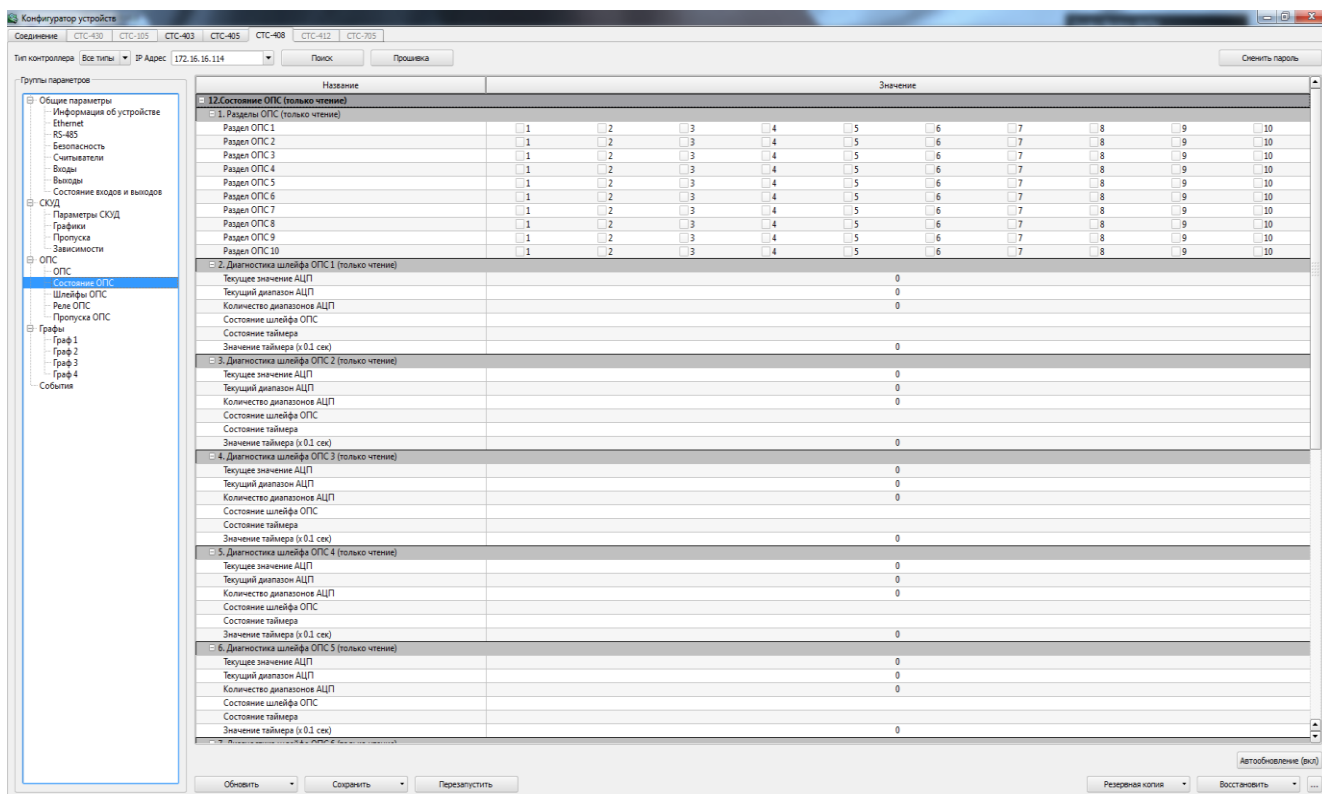 Конфигуратор устройств
Соединение СТС-430 СТС-105 СТС-403 СТС-405 СТС-408 СТС-412 СТС-705
Тип контроллера Все типы IP Адрес 172.16.16.114 Поиск Прошивка Сменить пароль
Группы параметров
Общие параметры
Информация об устройстве
Ethernet
RS-485
Безопасность
Считыватели
Входы
Выходы
Состояние входов и выходов
СКУД
Параметры СКУД
Графики
Пропуска
Зависимости
ОПС
ОПС
Состояние ОПС
Шлейфы ОПС
Реле ОПС
Пропуска ОПС
Графы
Граф 1
Граф 2
Граф 3
Граф 4
События
Название Значение
12.Состояние ОПС (только чтение)
1. Разделы ОПС (только чтение)
Раздел ОПС 1 1 2 3 4 5 6 7 8 9 10
Раздел ОПС 2 1 2 3 4 5 6 7 8 9 10
Раздел ОПС 3 1 2 3 4 5 6 7 8 9 10
Раздел ОПС 4 1 2 3 4 5 6 7 8 9 10
Раздел ОПС 5 1 2 3 4 5 6 7 8 9 10
Раздел ОПС 6 1 2 3 4 5 6 7 8 9 10
Раздел ОПС 7 1 2 3 4 5 6 7 8 9 10
Раздел ОПС 8 1 2 3 4 5 6 7 8 9 10
Раздел ОПС 9 1 2 3 4 5 6 7 8 9 10
Раздел ОПС 10 1 2 3 4 5 6 7 8 9 10
2. Диагностика шлейфа ОПС 1 (только чтение)
Текущее значение АЦП 0
Текущий диапазон АЦП 0
Количество диапазонов АЦП 0
Состояние шлейфа ОПС
Состояние таймера
Значение таймера (x 0.1 сек) 0
3. Диагностика шлейфа ОПС 2 (только чтение)
Текущее значение АЦП 0
Текущий диапазон АЦП 0
Количество диапазонов АЦП 0
Состояние шлейфа ОПС
Состояние таймера
Значение таймера (x 0.1 сек) 0
4. Диагностика шлейфа ОПС 3 (только чтение)
Текущее значение АЦП 0
Текущий диапазон АЦП 0
Количество диапазонов АЦП 0
Состояние шлейфа ОПС
Состояние таймера
Значение таймера (x 0.1 сек) 0
5. Диагностика шлейфа ОПС 4 (только чтение)
Текущее значение АЦП 0
Текущий диапазон АЦП 0
Количество диапазонов АЦП 0
Состояние шлейфа ОПС
Состояние таймера
Значение таймера (x 0.1 сек) 0
6. Диагностика шлейфа ОПС 5 (только чтение)
Текущее значение АЦП 0
Текущий диапазон АЦП 0
Количество диапазонов АЦП 0
Состояние шлейфа ОПС
Состояние таймера
Значение таймера (x 0.1 сек) 0
Автообновление (вкл)
Обновить Сохранить Перезапустить Резервная копия Восстановить ...